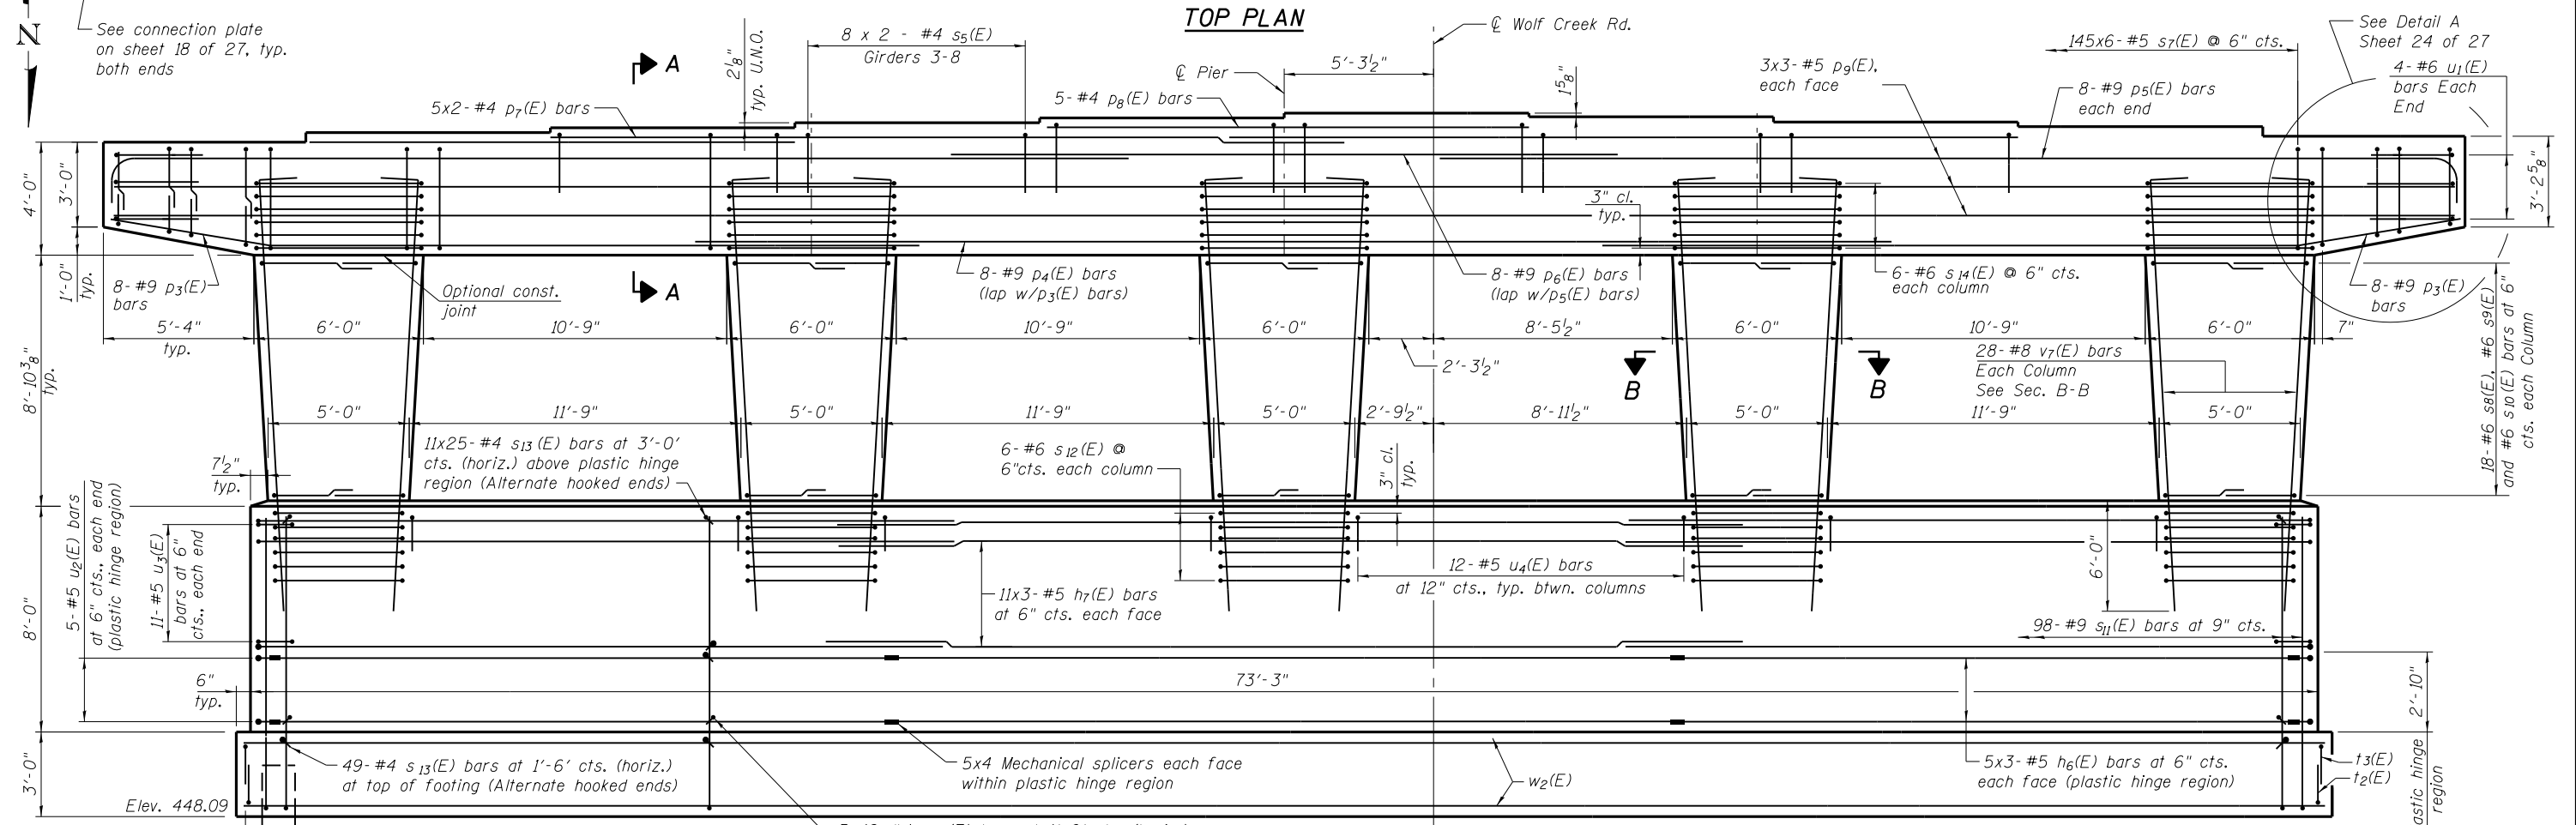 TOP PLAN
N
See connection plate
on sheet 18 of 27, typ.
both ends
A
2⅛"
typ. U.N.O.
8 x 2 - #4 s5(E)
Girders 3-8
℄ Wolf Creek Rd.
℄ Pier
5'-3½"
1⅝"
3x3-#5 p9(E),
each face
145x6-#5 s7(E) @ 6" cts.
See Detail A
Sheet 24 of 27
4-#6 u1(E)
bars Each
End
8-#9 p5(E) bars
each end
5x2-#4 p7(E) bars
5-#4 p8(E) bars
4'-0"
3'-0"
1'-0"
typ.
3" cl.
typ.
3'-2⅝"
8-#9 p3(E)
bars
Optional const.
joint
A
8-#9 p4(E) bars
(lap w/p3(E) bars)
8-#9 p6(E) bars
(lap w/p5(E) bars)
6-#6 s14(E) @ 6" cts.
each column
8-#9 p3(E)
bars
5'-4"
typ.
6'-0"
10'-9"
6'-0"
10'-9"
6'-0"
2'-3½"
8'-5½"
6'-0"
10'-9"
6'-0"
7"
8'-10⅜"
typ.
B
B
28-#8 v7(E) bars
Each Column
See Sec. B-B
18-#6 s8(E), #6 s9(E)
and #6 s10(E) bars at 6"
cts. each Column
5'-0"
11'-9"
5'-0"
11'-9"
5'-0"
2'-9½"
8'-11½"
5'-0"
11'-9"
5'-0"
7½"
typ.
11x25-#4 s13(E) bars at 3'-0'
cts. (horiz.) above plastic hinge
region (Alternate hooked ends)
6-#6 s12(E) @
6"cts. each column
3" cl.
typ.
8'-0"
5-#5 u2(E) bars
at 6" cts., each end
(plastic hinge region)
11-#5 u3(E)
bars at 6"
cts., each end
11x3-#5 h7(E) bars
at 6" cts. each face
12-#5 u4(E) bars
at 12" cts., typ. btwn. columns
6'-0"
98-#9 s11(E) bars at 9" cts.
6"
typ.
73'-3"
2'-10"
astic hinge
region
3'-0"
49-#4 s13(E) bars at 1'-6' cts. (horiz.)
at top of footing (Alternate hooked ends)
5x4 Mechanical splicers each face
within plastic hinge region
w2(E)
5x3-#5 h6(E) bars at 6" cts.
each face (plastic hinge region)
t3(E)
t2(E)
Elev. 448.09